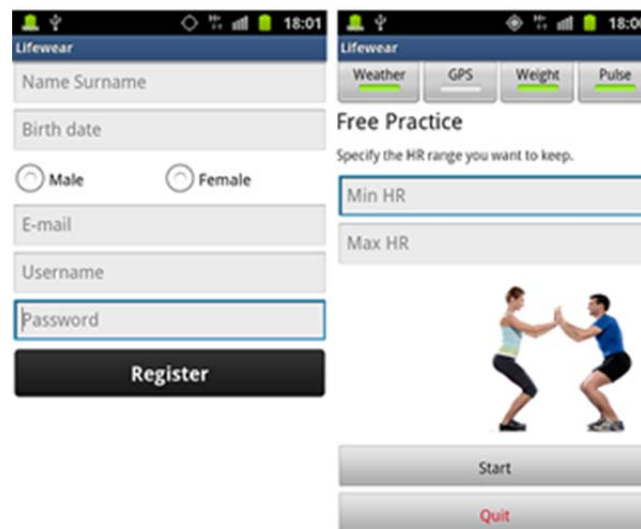 18:01
Lifewear
Name Surname
Birth date
Male Female
E-mail
Username
Password
Register
Lifewear
Weather GPS Weight Pulse
Free Practice
Specify the HR range you want to keep.
Min HR
Max HR
Start
Quit